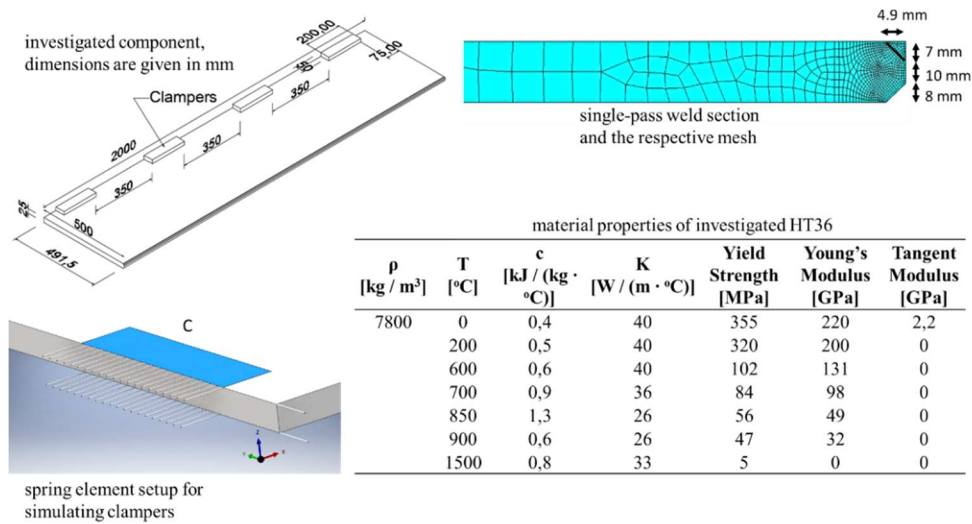 investigated component,
dimensions are given in mm
Clampers
200,00
75,00
50
350
2000
350
350
25
500
491,5
4.9 mm
7 mm
10 mm
8 mm
single-pass weld section
and the respective mesh
C
spring element setup for
simulating clampers
material properties of investigated HT36
ρ T c K Yield Young’s Tangent
[kg / m³] [ºC] [kJ / (kg · ºC)] [W / (m · ºC)] Strength Modulus Modulus
[MPa] [GPa] [GPa]
7800 0 0,4 40 355 220 2,2
200 0,5 40 320 200 0
600 0,6 40 102 131 0
700 0,9 36 84 98 0
850 1,3 26 56 49 0
900 0,6 26 47 32 0
1500 0,8 33 5 0 0